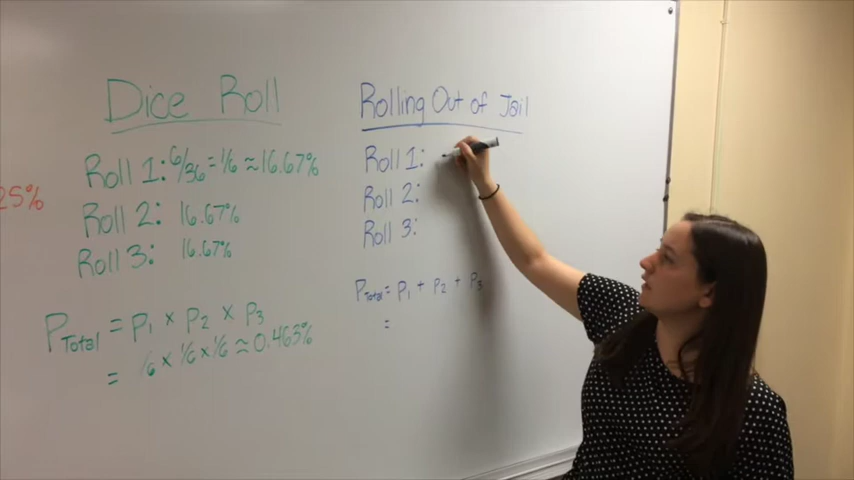 25%
Dice Roll
Roll 1: 6/36 = 1/6 ≈ 16.67%
Roll 2: 16.67%
Roll 3: 16.67%
PTotal = P1 x P2 x P3
= 1/6 x 1/6 x 1/6 ≈ 0.463%
Rolling Out of Jail
Roll 1:
Roll 2:
Roll 3:
PTotal = P1 + P2 + P3
=